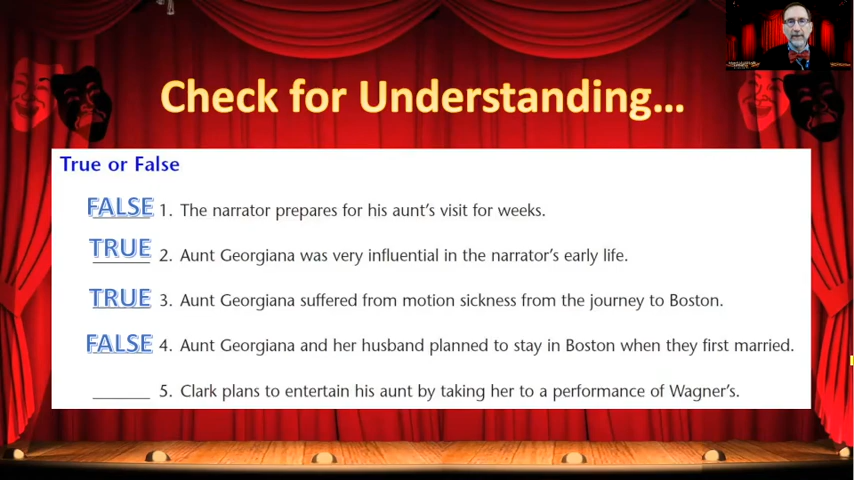 Check for Understanding...
True or False
FALSE 1. The narrator prepares for his aunt's visit for weeks.
TRUE 2. Aunt Georgiana was very influential in the narrator's early life.
TRUE 3. Aunt Georgiana suffered from motion sickness from the journey to Boston.
FALSE 4. Aunt Georgiana and her husband planned to stay in Boston when they first married.
______ 5. Clark plans to entertain his aunt by taking her to a performance of Wagner's.